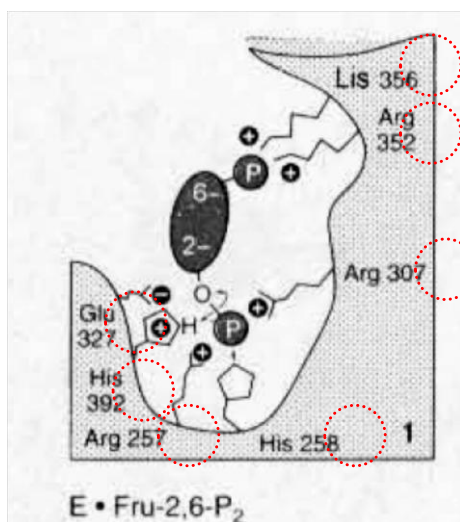 Lis 356
Arg
352
P
6–
2–
Arg 307
O
Glu
327
H
P
His
392
Arg 257
His 258
1
E • Fru-2,6-P2